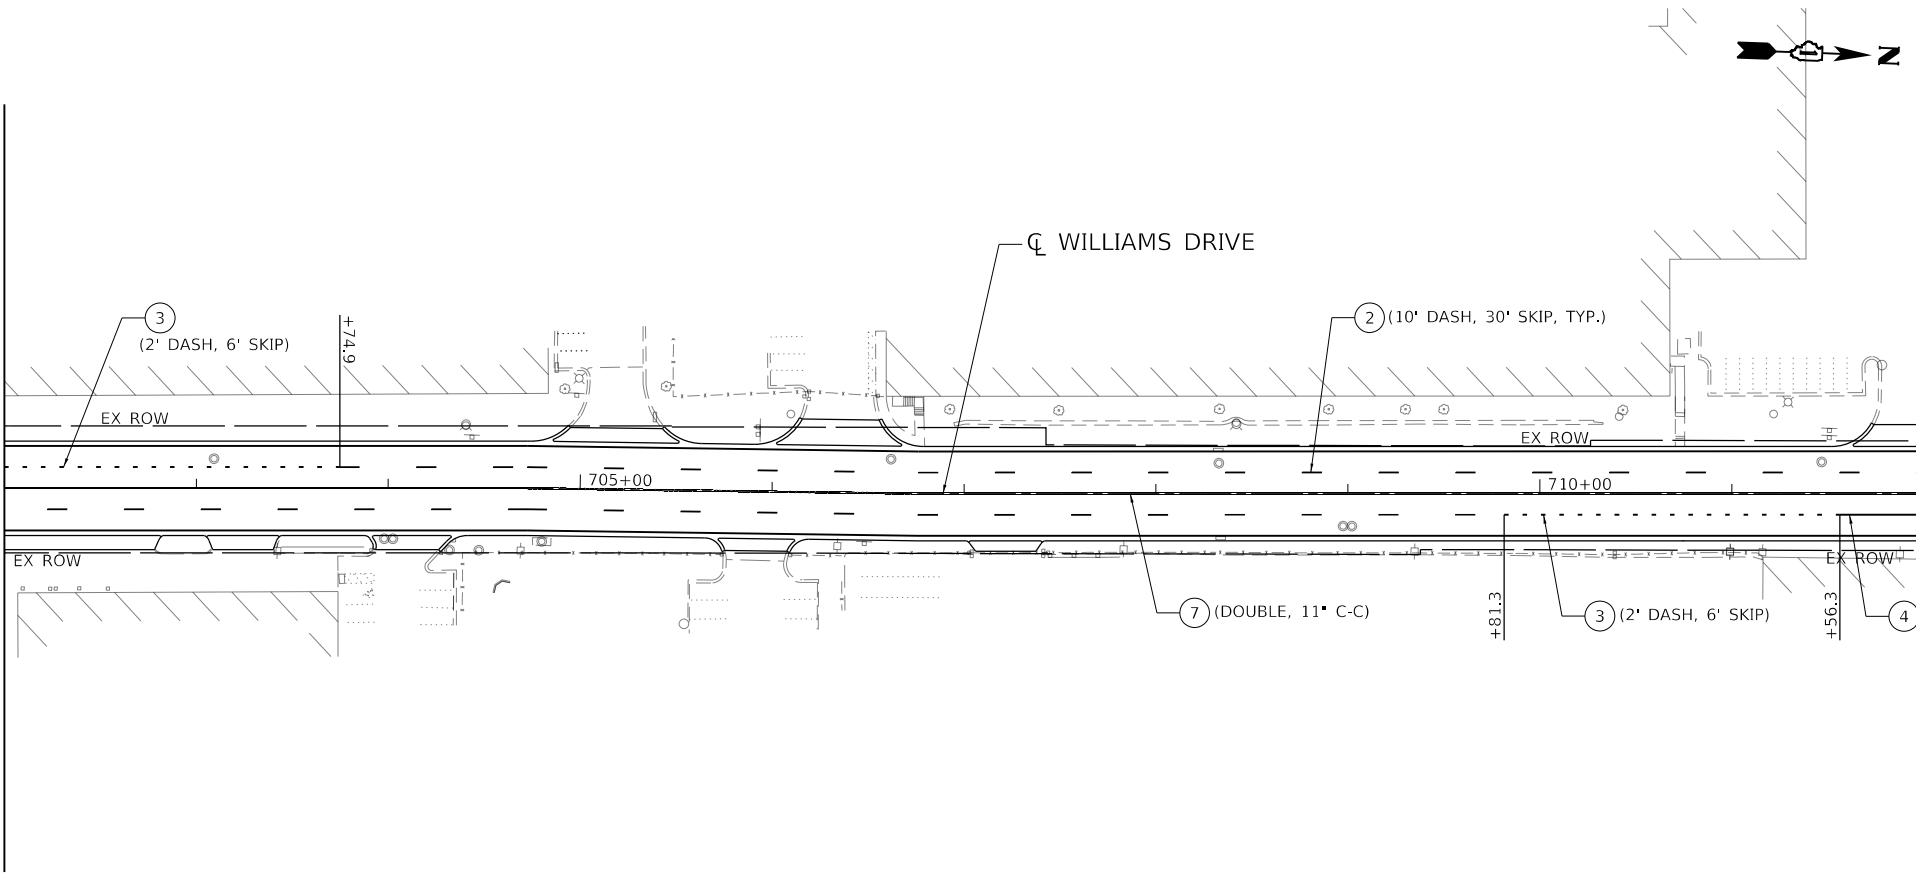 N
℄ WILLIAMS DRIVE
3
(2' DASH, 6' SKIP)
+74.9
2 (10' DASH, 30' SKIP, TYP.)
EX ROW
EX ROW
705+00
710+00
EX ROW
EX ROW
7 (DOUBLE, 11" C-C)
+81.3
3 (2' DASH, 6' SKIP)
+56.3
4